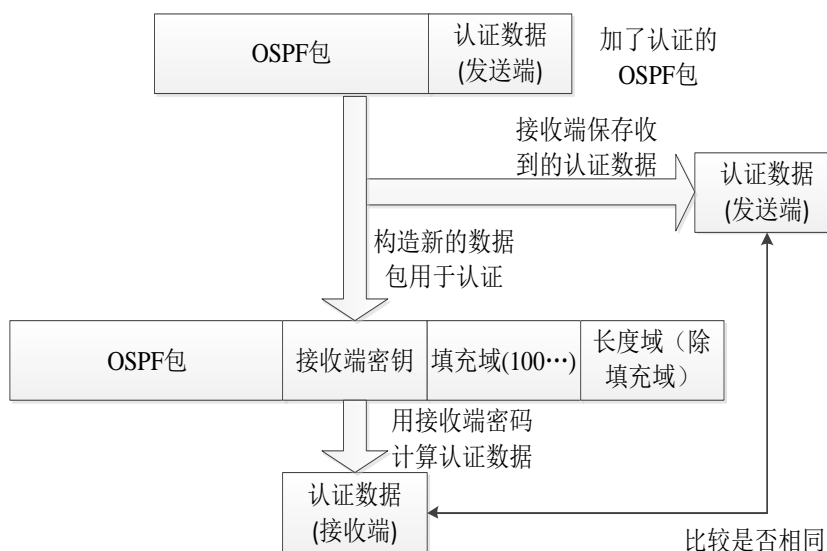 OSPF包
认证数据
(发送端)
加了认证的
OSPF包
接收端保存收
到的认证数据
认证数据
(发送端)
构造新的数据
包用于认证
OSPF包
接收端密钥
填充域(100…)
长度域（除
填充域）
用接收端密码
计算认证数据
认证数据
(接收端)
比较是否相同